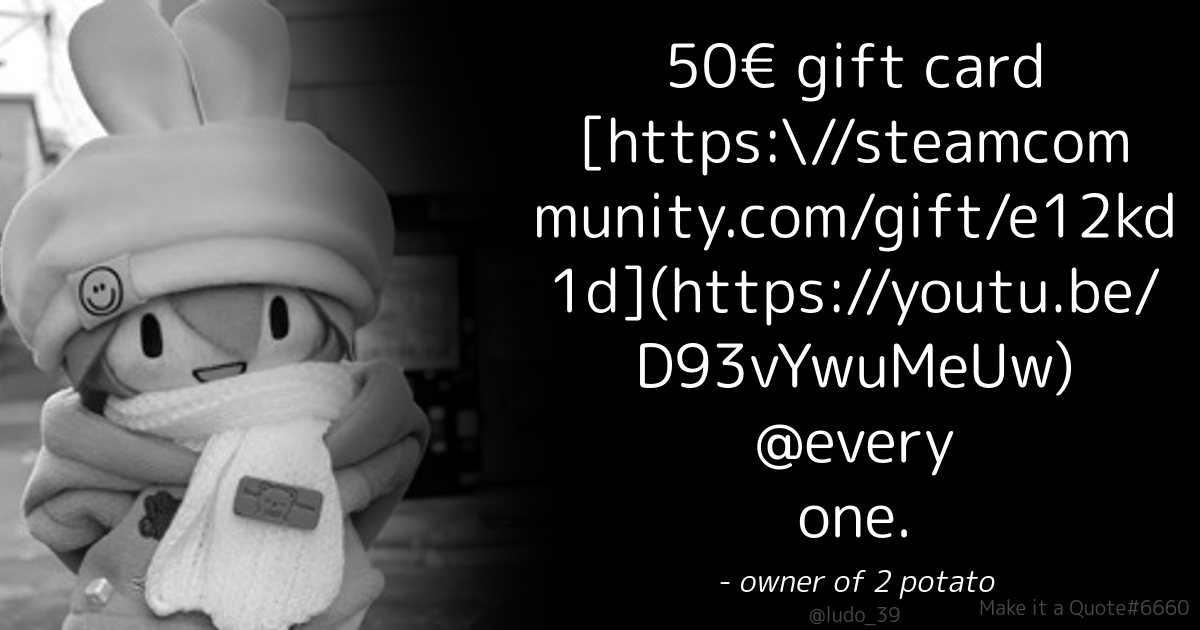 50€ gift card
[https:\//steamcom
munity.com/gift/e12kd
1d](https://youtu.be/
D93vYwuMeUw)
@every
one.
- owner of 2 potato
@ludo_39
Make it a Quote#6660